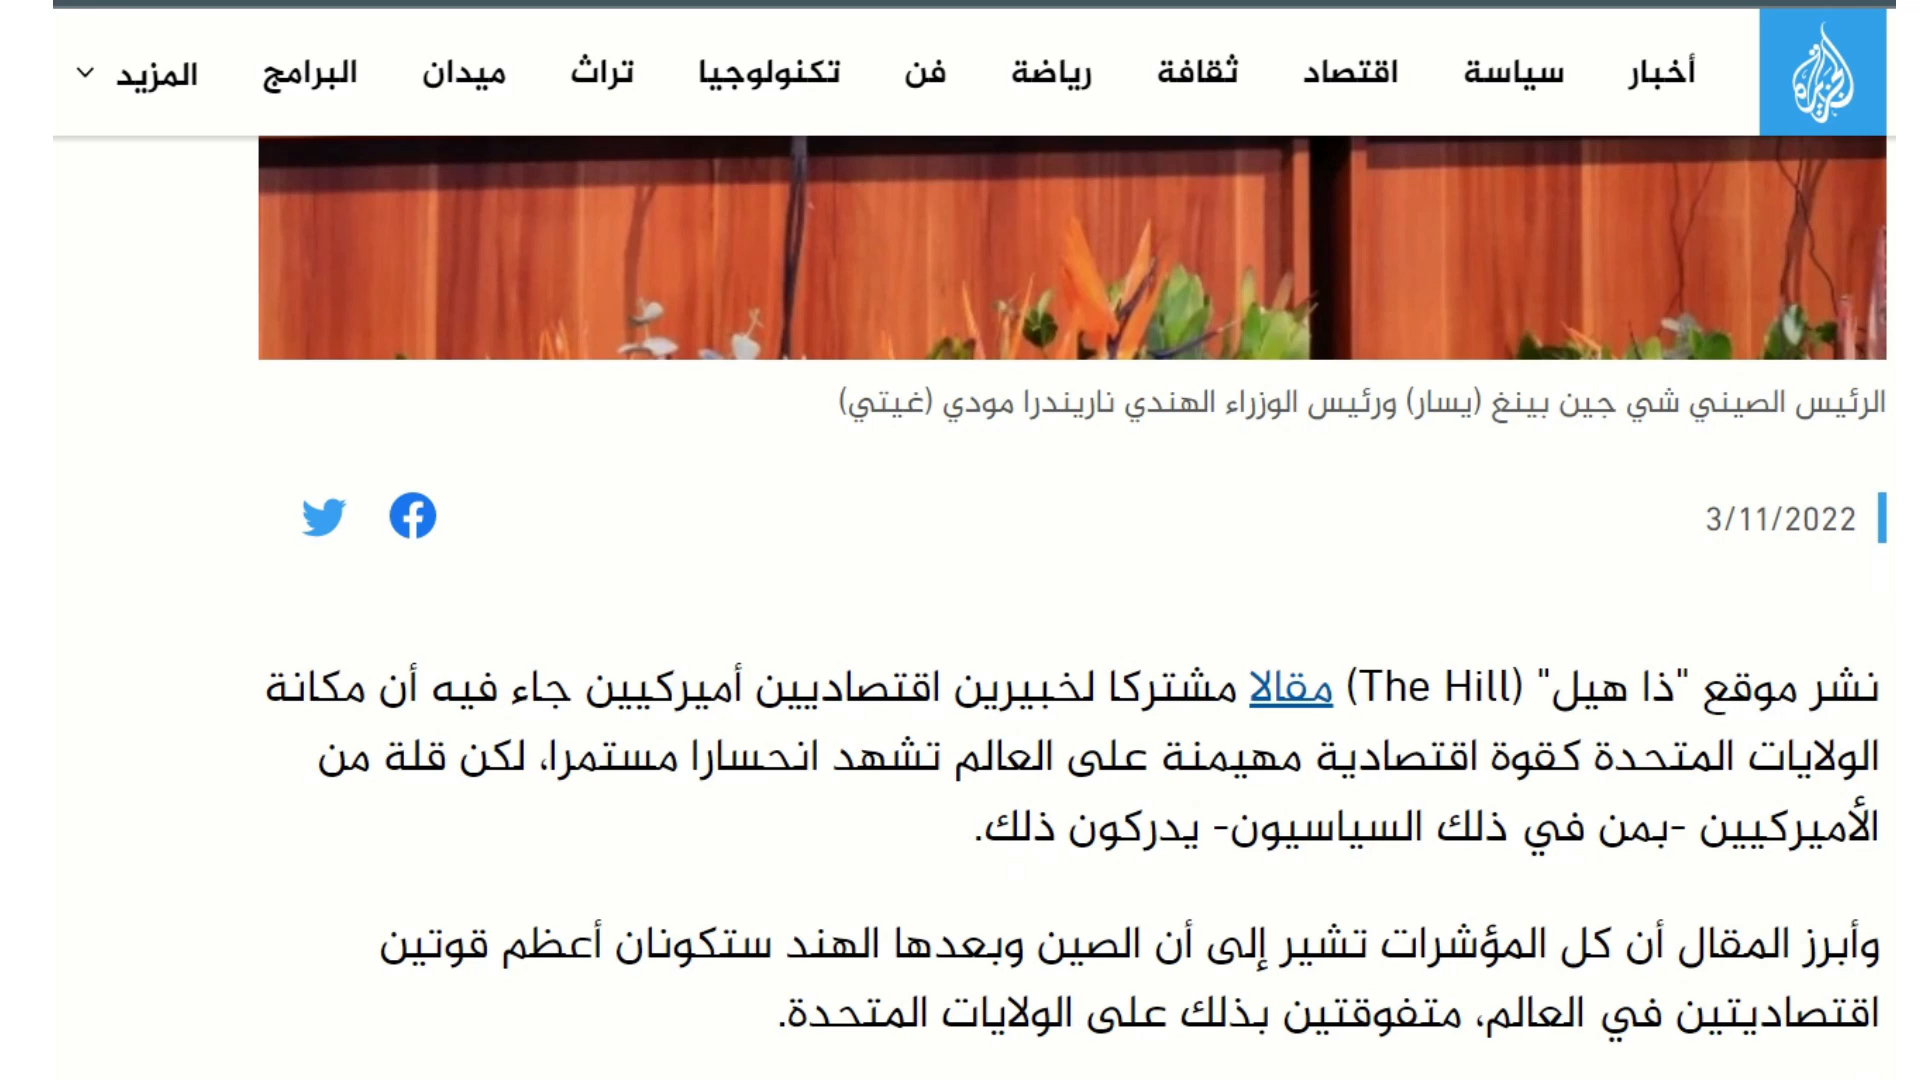 الجزيرة
أخبار سياسة اقتصاد ثقافة رياضة فن تكنولوجيا تراث ميدان البرامج المزيد
الرئيس الصيني شي جين بينغ (يسار) ورئيس الوزراء الهندي ناريندرا مودي (غيتي)
3/11/2022
نشر موقع "ذا هيل" (The Hill) مقالا مشتركا لخبيرين اقتصاديين أميركيين جاء فيه أن مكانة
الولايات المتحدة كقوة اقتصادية مهيمنة على العالم تشهد انحسارا مستمرا، لكن قلة من
الأميركيين -بمن في ذلك السياسيون- يدركون ذلك.
وأبرز المقال أن كل المؤشرات تشير إلى أن الصين وبعدها الهند ستكونان أعظم قوتين
اقتصاديتين في العالم، متفوقتين بذلك على الولايات المتحدة.